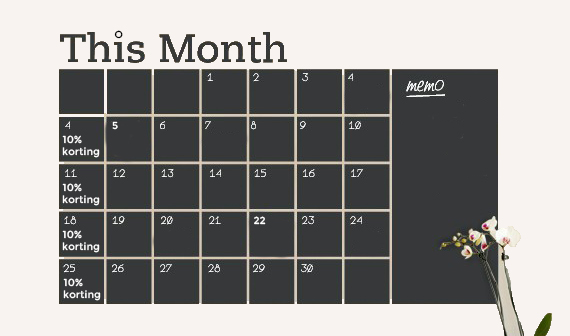 This Month
1 2 3 4 memo
4 5 6 7 8 9 10
10%
korting
11 12 13 14 15 16 17
10%
korting
18 19 20 21 22 23 24
10%
korting
25 26 27 28 29 30
10%
korting